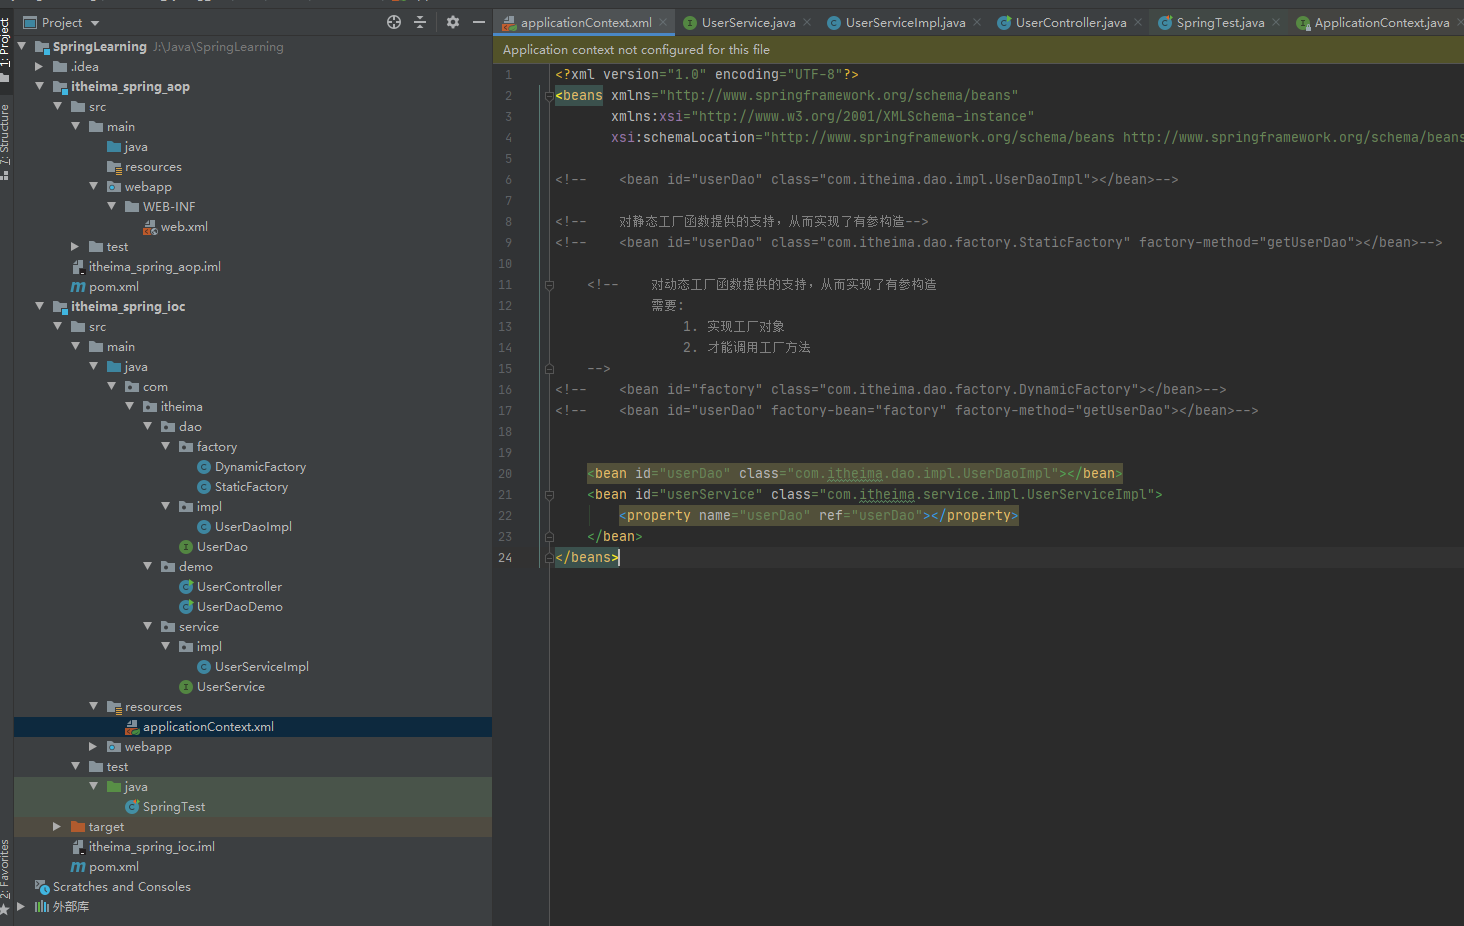 Project
applicationContext.xml
UserService.java
UserServiceImpl.java
UserController.java
SpringTest.java
ApplicationContext.java
1: Project
7: Structure
2: Favorites
SpringLearning J:\Java\SpringLearning
.idea
itheima_spring_aop
src
main
java
resources
webapp
WEB-INF
web.xml
test
itheima_spring_aop.iml
pom.xml
itheima_spring_ioc
src
main
java
com
itheima
dao
factory
DynamicFactory
StaticFactory
impl
UserDaoImpl
UserDao
demo
UserController
UserDaoDemo
service
impl
UserServiceImpl
UserService
resources
applicationContext.xml
webapp
test
java
SpringTest
target
itheima_spring_ioc.iml
pom.xml
Scratches and Consoles
外部库
Application context not configured for this file
1 <?xml version="1.0" encoding="UTF-8"?>
2 <beans xmlns="http://www.springframework.org/schema/beans"
3 xmlns:xsi="http://www.w3.org/2001/XMLSchema-instance"
4 xsi:schemaLocation="http://www.springframework.org/schema/beans http://www.springframework.org/schema/beans
5
6 <!-- <bean id="userDao" class="com.itheima.dao.impl.UserDaoImpl"></bean>-->
7
8 <!-- 对静态工厂函数提供的支持，从而实现了有参构造-->
9 <!-- <bean id="userDao" class="com.itheima.dao.factory.StaticFactory" factory-method="getUserDao"></bean>-->
10
11 <!-- 对动态工厂函数提供的支持，从而实现了有参构造
12 需要：
13 1. 实现工厂对象
14 2. 才能调用工厂方法
15 -->
16 <!-- <bean id="factory" class="com.itheima.dao.factory.DynamicFactory"></bean>-->
17 <!-- <bean id="userDao" factory-bean="factory" factory-method="getUserDao"></bean>-->
18
19
20 <bean id="userDao" class="com.itheima.dao.impl.UserDaoImpl"></bean>
21 <bean id="userService" class="com.itheima.service.impl.UserServiceImpl">
22 <property name="userDao" ref="userDao"></property>
23 </bean>
24 </beans>